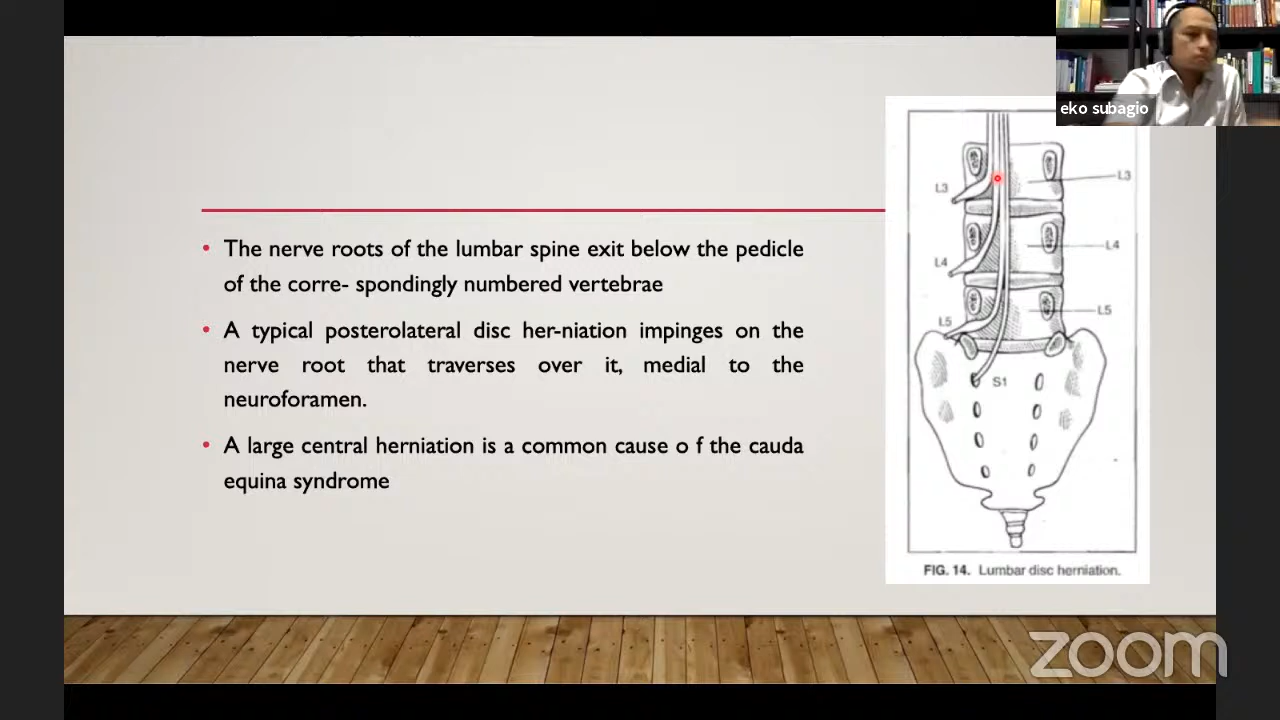 eko subagio
• The nerve roots of the lumbar spine exit below the pedicle
of the corre- spondingly numbered vertebrae
• A typical posterolateral disc her-niation impinges on the
nerve root that traverses over it, medial to the
neuroforamen.
• A large central herniation is a common cause o f the cauda
equina syndrome
L3
L3
L4
L4
L5
L5
S1
FIG. 14. Lumbar disc herniation.
zoom